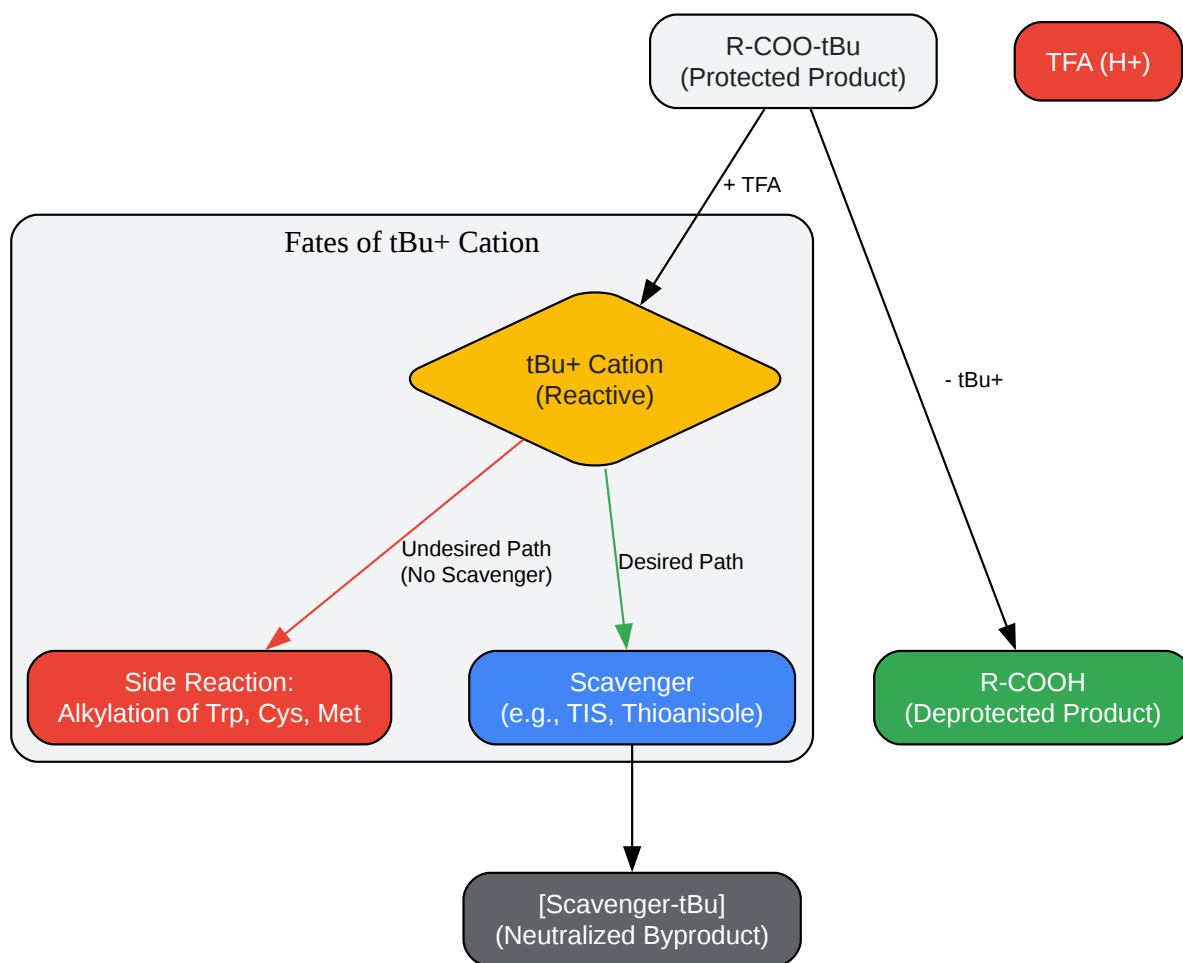 R-COO-tBu
(Protected Product)
TFA (H+)
+ TFA
Fates of tBu+ Cation
tBu+ Cation
(Reactive)
- tBu+
Undesired Path
(No Scavenger)
Desired Path
Side Reaction:
Alkylation of Trp, Cys, Met
Scavenger
(e.g., TIS, Thioanisole)
R-COOH
(Deprotected Product)
[Scavenger-tBu]
(Neutralized Byproduct)